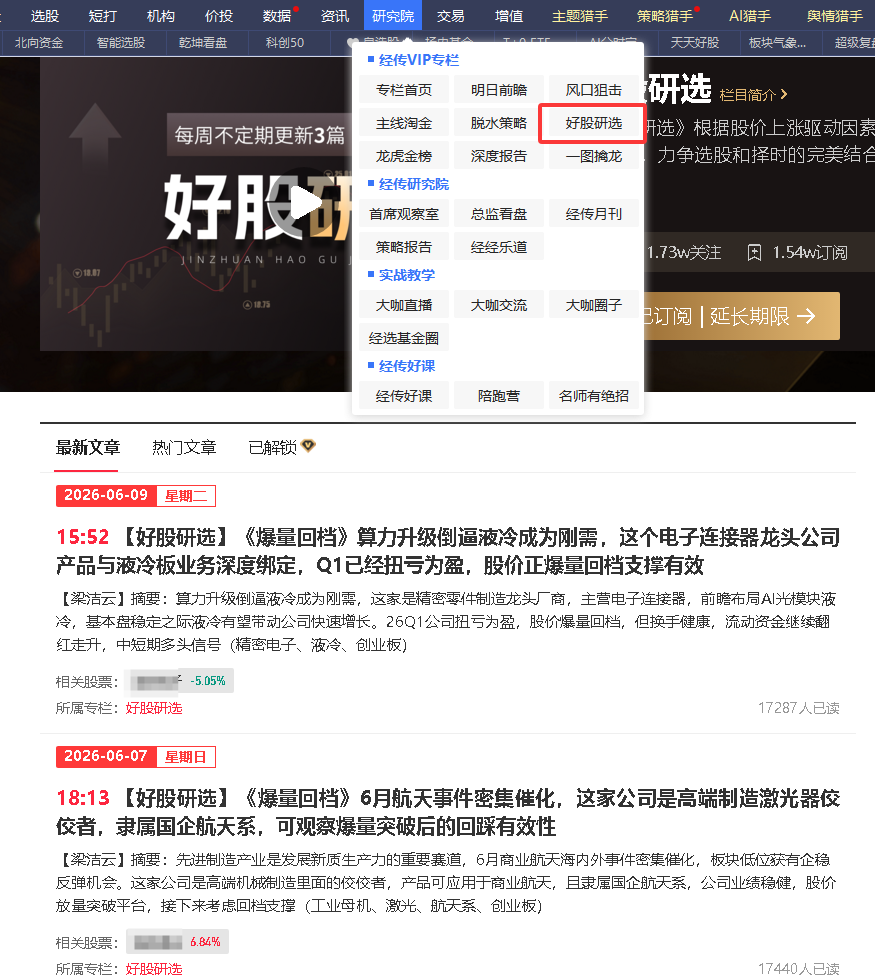 选股 短打 机构 价投 数据 资讯 研究院 交易 增值 主题猎手 策略猎手 AI猎手 舆情猎手
北向资金 智能选股 乾坤看盘 科创50 天天好股 板块气象... 超级复
经传VIP专栏
专栏首页 明日前瞻 风口狙击
主线淘金 脱水策略 好股研选
龙虎金榜 深度报告 一图擒龙
经传研究院
首席观察室 总监看盘 经传月刊
策略报告 经经乐道
实战教学
大咖直播 大咖交流 大咖圈子
经选基金圈
经传好课
经传好课 陪跑营 名师有绝招
每周不定期更新3篇
好股研
JINZHUAN HAO GU J
18.87
18.75
研选 栏目简介
研选》根据股价上涨驱动因素
,力争选股和择时的完美结合
1.73w关注 1.54w订阅
已订阅 | 延长期限
最新文章 热门文章 已解锁
2026-06-09 星期二
15:52 【好股研选】《爆量回档》算力升级倒逼液冷成为刚需，这个电子连接器龙头公司
产品与液冷板业务深度绑定，Q1已经扭亏为盈，股价正爆量回档支撑有效
【梁洁云】摘要：算力升级倒逼液冷成为刚需，这家是精密零件制造龙头厂商，主营电子连接器，前瞻布局AI光模块液
冷，基本盘稳定之际液冷有望带动公司快速增长。26Q1公司扭亏为盈，股价爆量回档，但换手健康，流动资金继续翻
红走升，中短期多头信号（精密电子、液冷、创业板）
相关股票： -5.05%
所属专栏：好股研选 17287人已读
2026-06-07 星期日
18:13 【好股研选】《爆量回档》6月航天事件密集催化，这家公司是高端制造激光器佼
佼者，隶属国企航天系，可观察爆量突破后的回踩有效性
【梁洁云】摘要：先进制造产业是发展新质生产力的重要赛道，6月商业航天海内外事件密集催化，板块低位获有企稳
反弹机会。这家公司是高端机械制造里面的佼佼者，产品可应用于商业航天，且隶属国企航天系，公司业绩稳健，股价
放量突破平台，接下来考虑回档支撑（工业母机、激光、航天系、创业板）
相关股票： 6.84%
所属专栏：好股研选 17440人已读